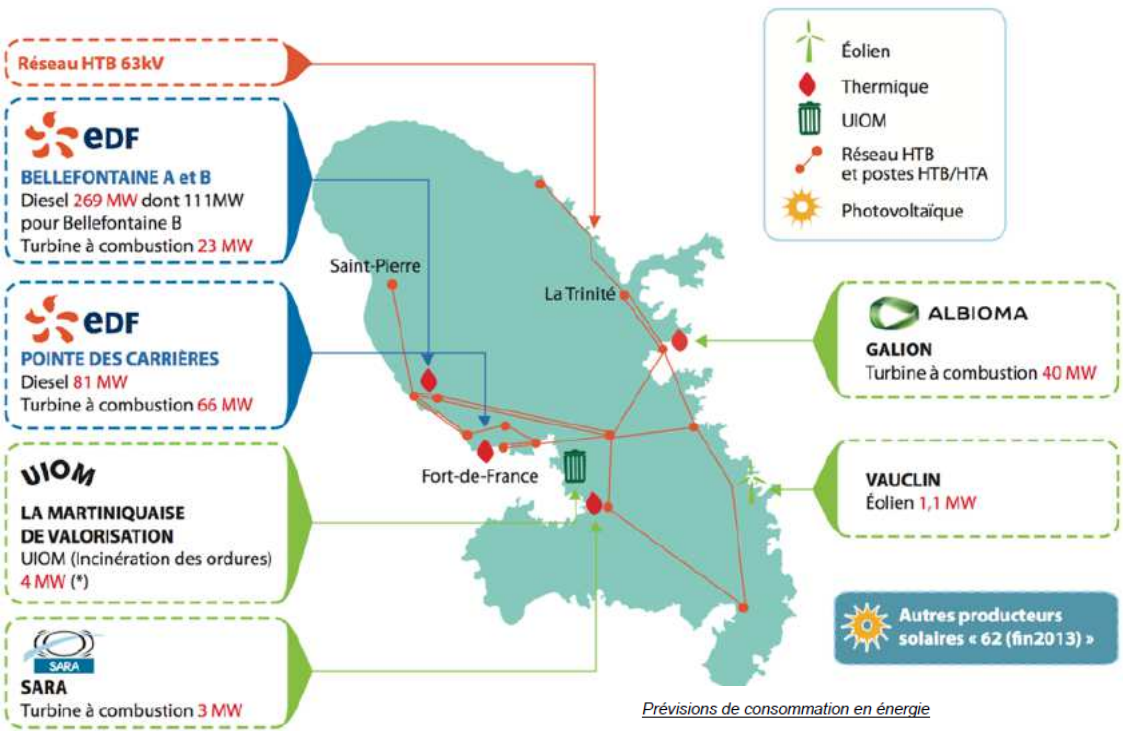 Réseau HTB 63kV
eDF
BELLEFONTAINE A et B
Diesel 269 MW dont 111MW
pour Bellefontaine B
Turbine à combustion 23 MW
eDF
POINTE DES CARRIÈRES
Diesel 81 MW
Turbine à combustion 66 MW
UIOM
LA MARTINIQUAISE
DE VALORISATION
UIOM (Incinération des ordures)
4 MW (*)
SARA
SARA
Turbine à combustion 3 MW
Saint-Pierre
La Trinité
Fort-de-France
Éolien
Thermique
UIOM
Réseau HTB
et postes HTB/HTA
Photovoltaïque
ALBIOMA
GALION
Turbine à combustion 40 MW
VAUCLIN
Éolien 1,1 MW
Autres producteurs
solaires « 62 (fin2013) »
Prévisions de consommation en énergie